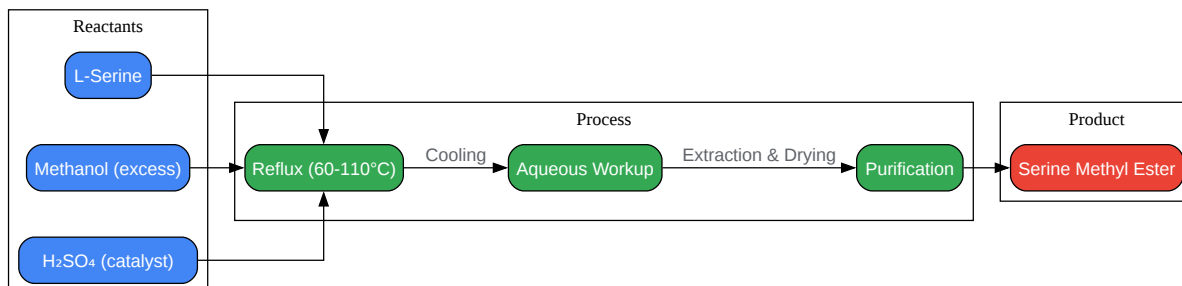 Reactants
L-Serine
Methanol (excess)
H₂SO₄ (catalyst)
Process
Reflux (60-110°C)
Cooling
Aqueous Workup
Extraction & Drying
Purification
Product
Serine Methyl Ester